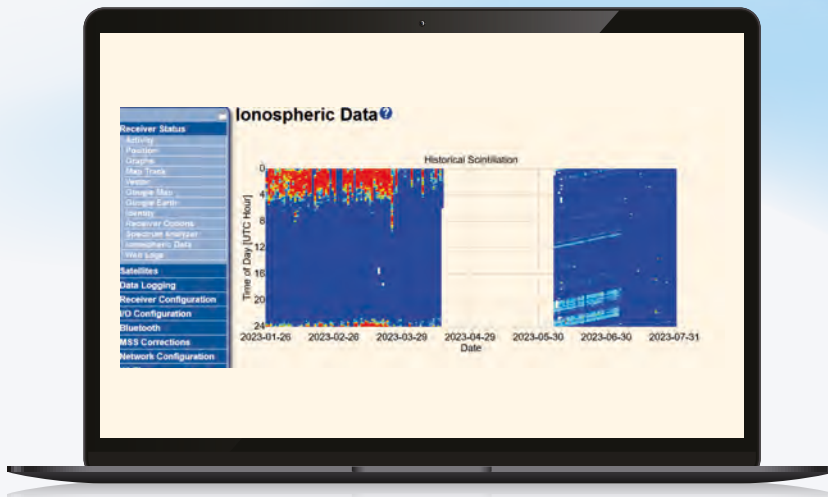 Ionospheric Data?
Receiver Status
Activity
Position
Graphs
Map Track
Vector
Google Map
Google Earth
Identity
Receiver Options
Spectrum Analyzer
Ionospheric Data
Web Logs
Satellites
Data Logging
Receiver Configuration
I/O Configuration
Bluetooth
MSS Corrections
Network Configuration
Historical Scintillation
Time of Day [UTC Hour]
0
4
8
12
16
20
24
2023-01-26 2023-02-26 2023-03-29 2023-04-29 2023-05-30 2023-06-30 2023-07-31
Date